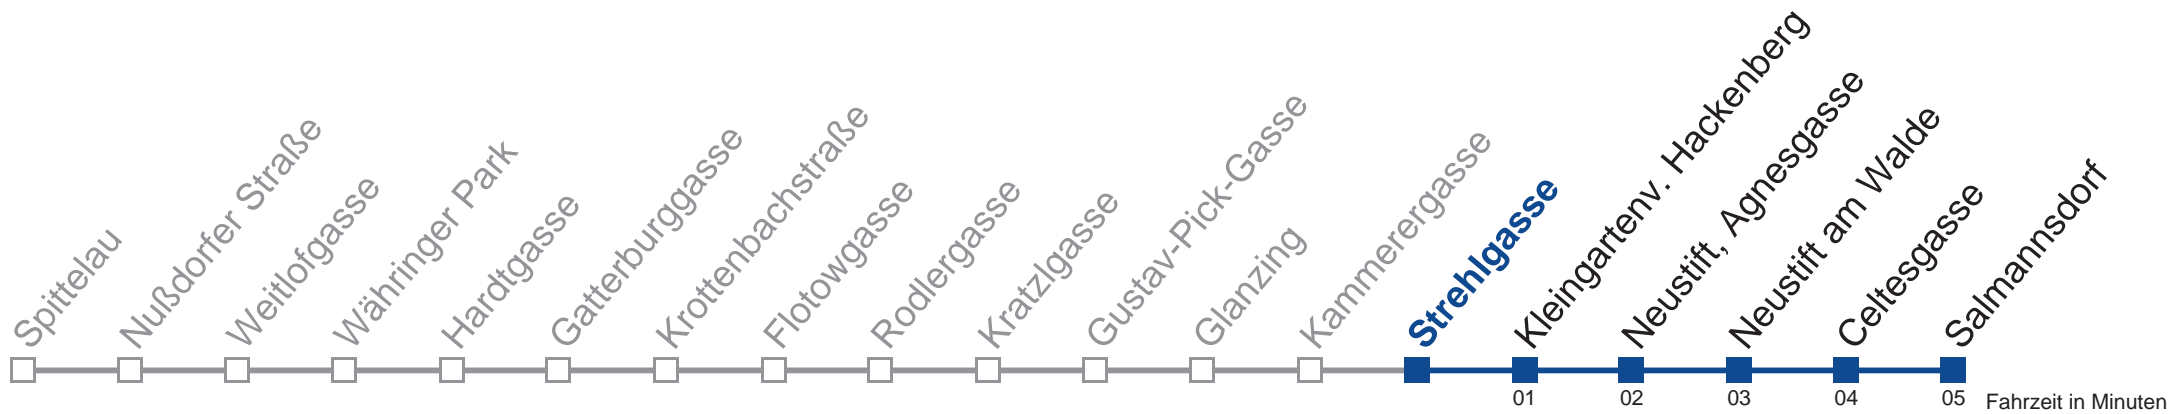 Spittelau
Nußdorfer Straße
Weitlofgasse
Währinger Park
Hardtgasse
Gatterburggasse
Krottenbachstraße
Flotowgasse
Rodlergasse
Kratzlgasse
Gustav-Pick-Gasse
Glanzing
Kammerergasse
Strehlgasse
Kleingartenv. Hackenberg
Neustift, Agnesgasse
Neustift am Walde
Celtesgasse
Salmannsdorf
01 02 03 04 05 Fahrzeit in Minuten